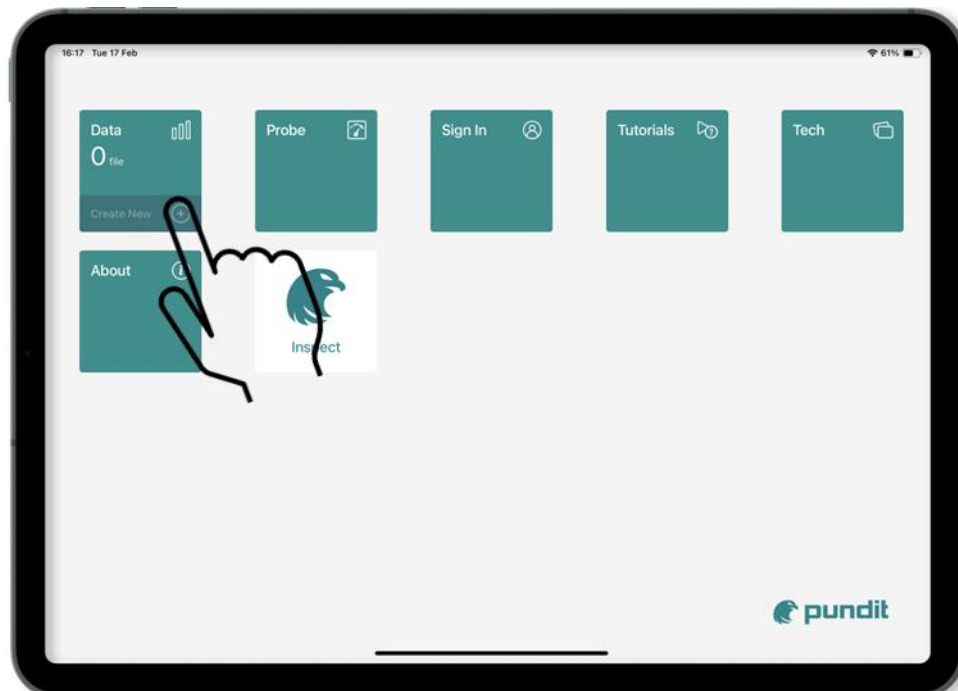 16:17 Tue 17 Feb
61%
Data
0 file
Create New
Probe
Sign In
Tutorials
Tech
About
Inspect
pundit